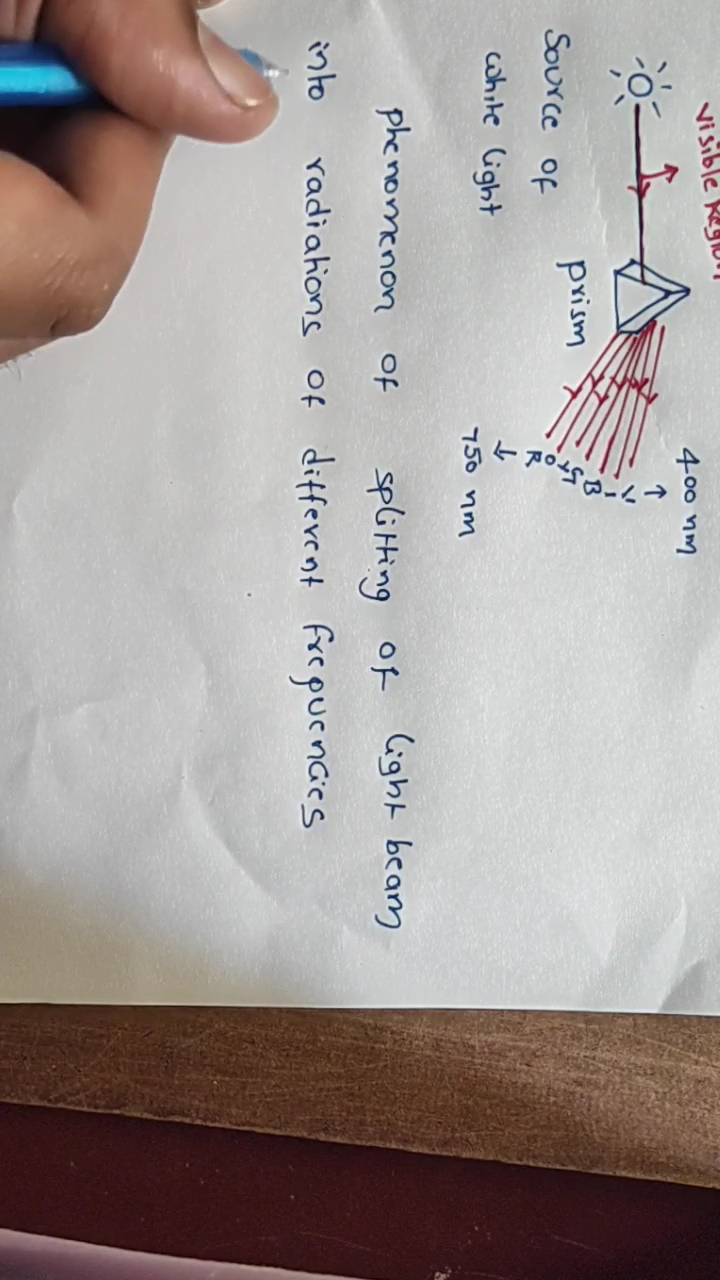 visible Region
400 nm
V
I
B
G
Y
O
R
750 nm
prism
Source of
white light
phenomenon of splitting of light beam
into radiations of different frequencies